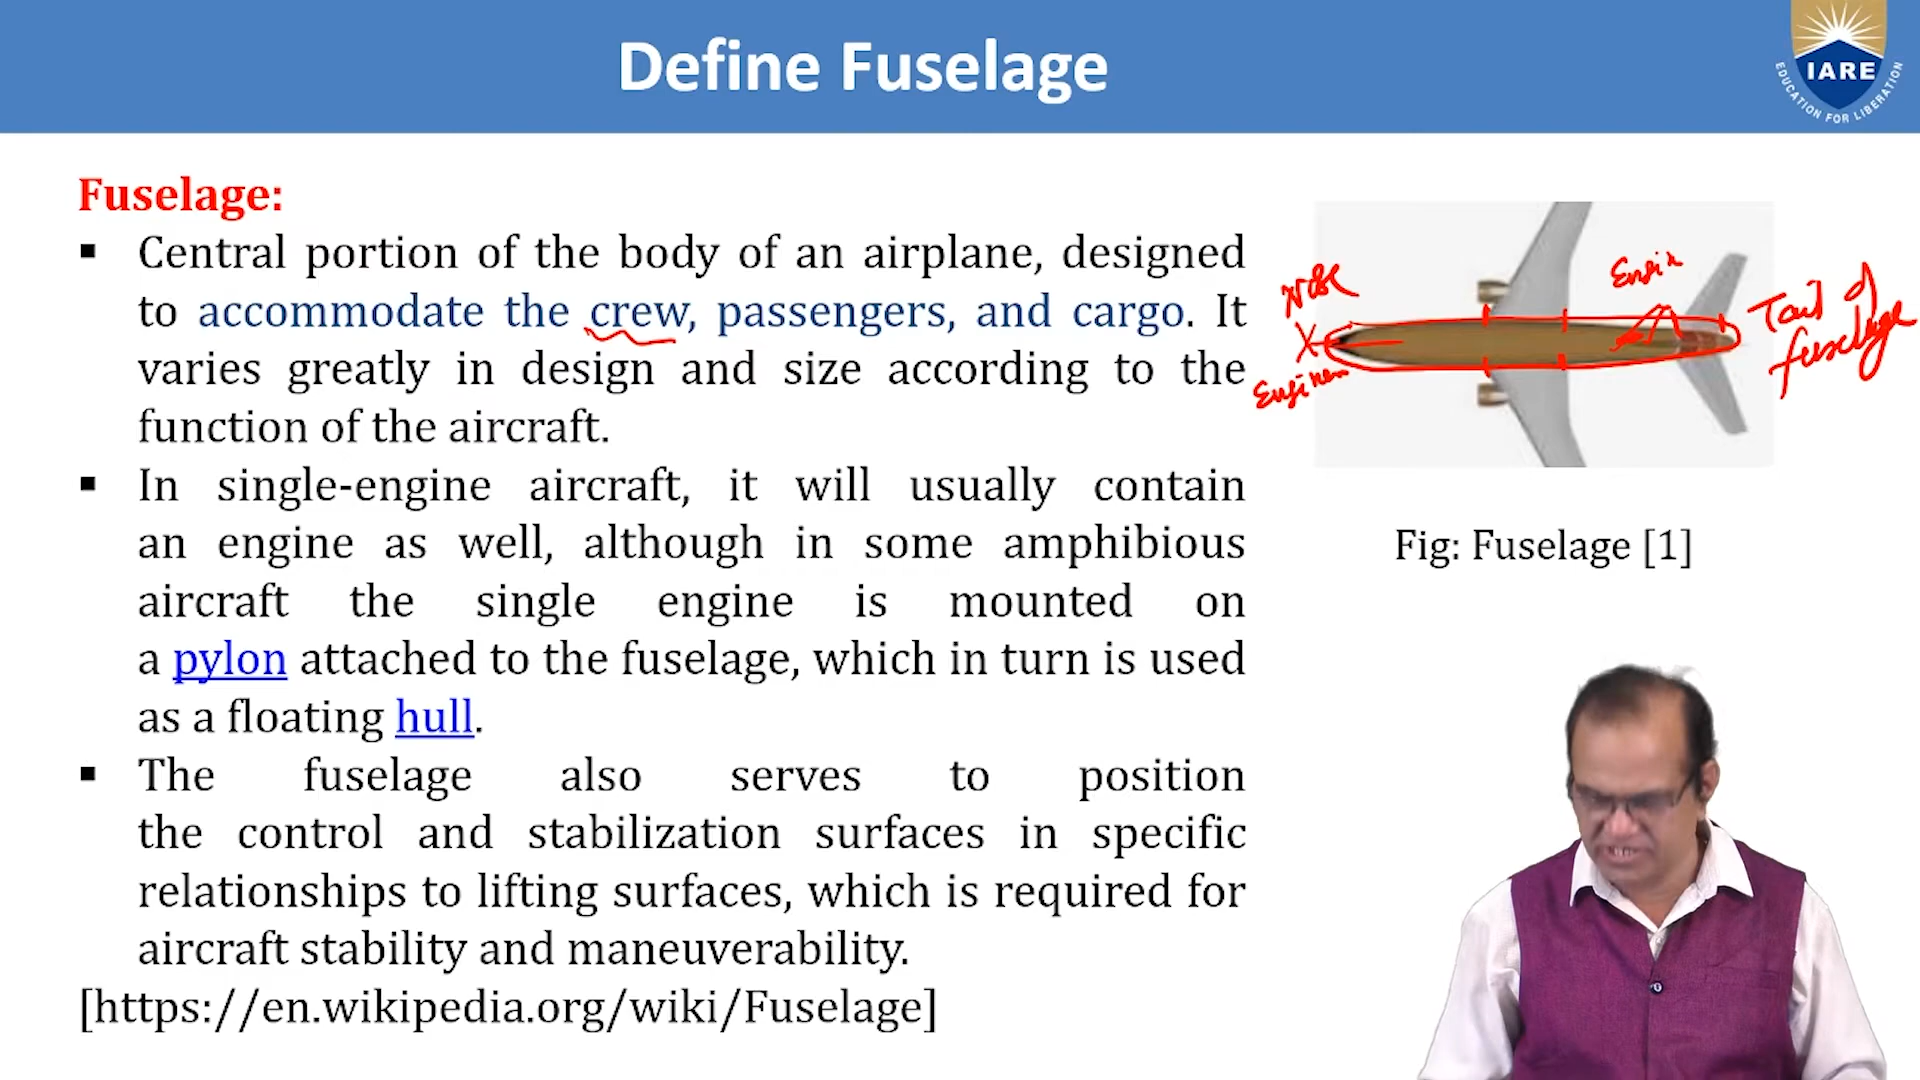 Define Fuselage
IARE
EDUCATION FOR LIBERATION
Fuselage:
▪ Central portion of the body of an airplane, designed
to accommodate the crew, passengers, and cargo. It
varies greatly in design and size according to the
function of the aircraft.
▪ In single-engine aircraft, it will usually contain
an engine as well, although in some amphibious
aircraft the single engine is mounted on
a pylon attached to the fuselage, which in turn is used
as a floating hull.
▪ The fuselage also serves to position
the control and stabilization surfaces in specific
relationships to lifting surfaces, which is required for
aircraft stability and maneuverability.
[https://en.wikipedia.org/wiki/Fuselage]
Tail of
fuselage
Fig: Fuselage [1]